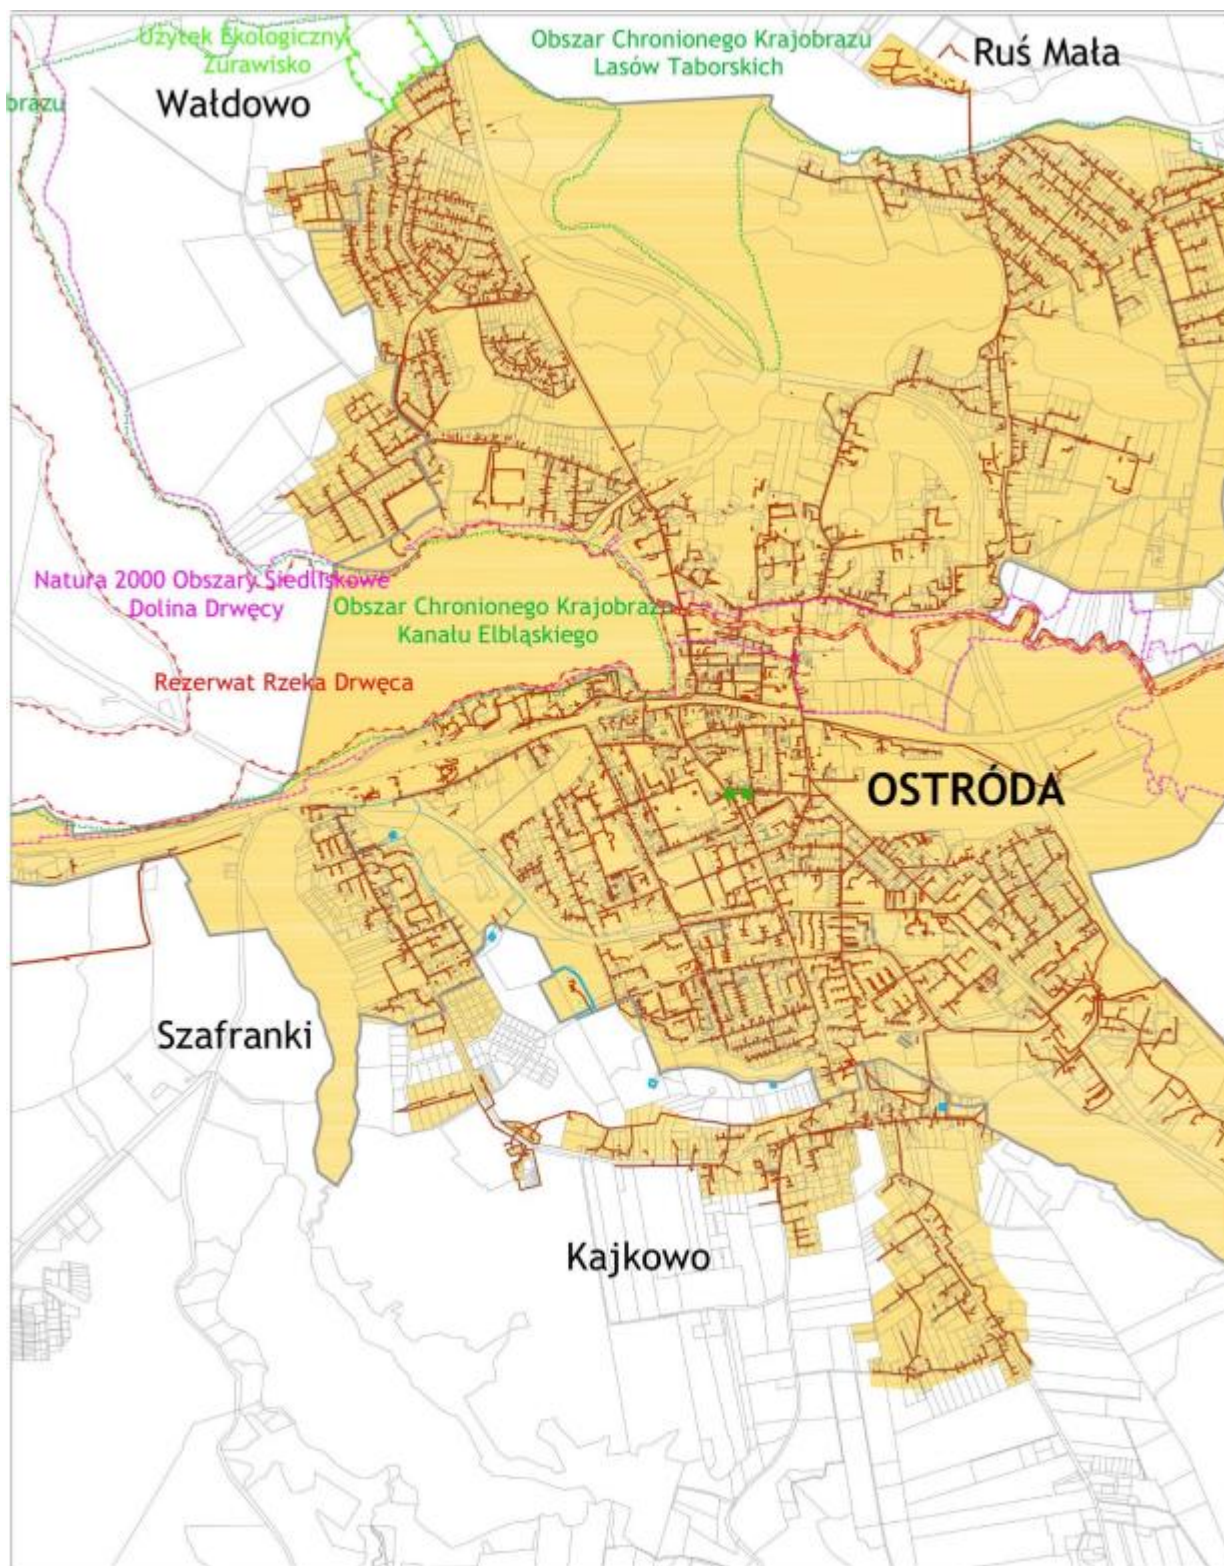 Użytek Ekologiczny
Żurawisko
Obszar Chronionego Krajobrazu
Lasów Taborskich
Ruś Mała
obrazu
Wałdowo
Natura 2000 Obszary Siedliskowe
Dolina Drwęcy
Obszar Chronionego Krajobrazu
Kanału Elbląskiego
Rezerwat Rzeka Drwęca
OSTRÓDA
Szafranki
Kajkowo